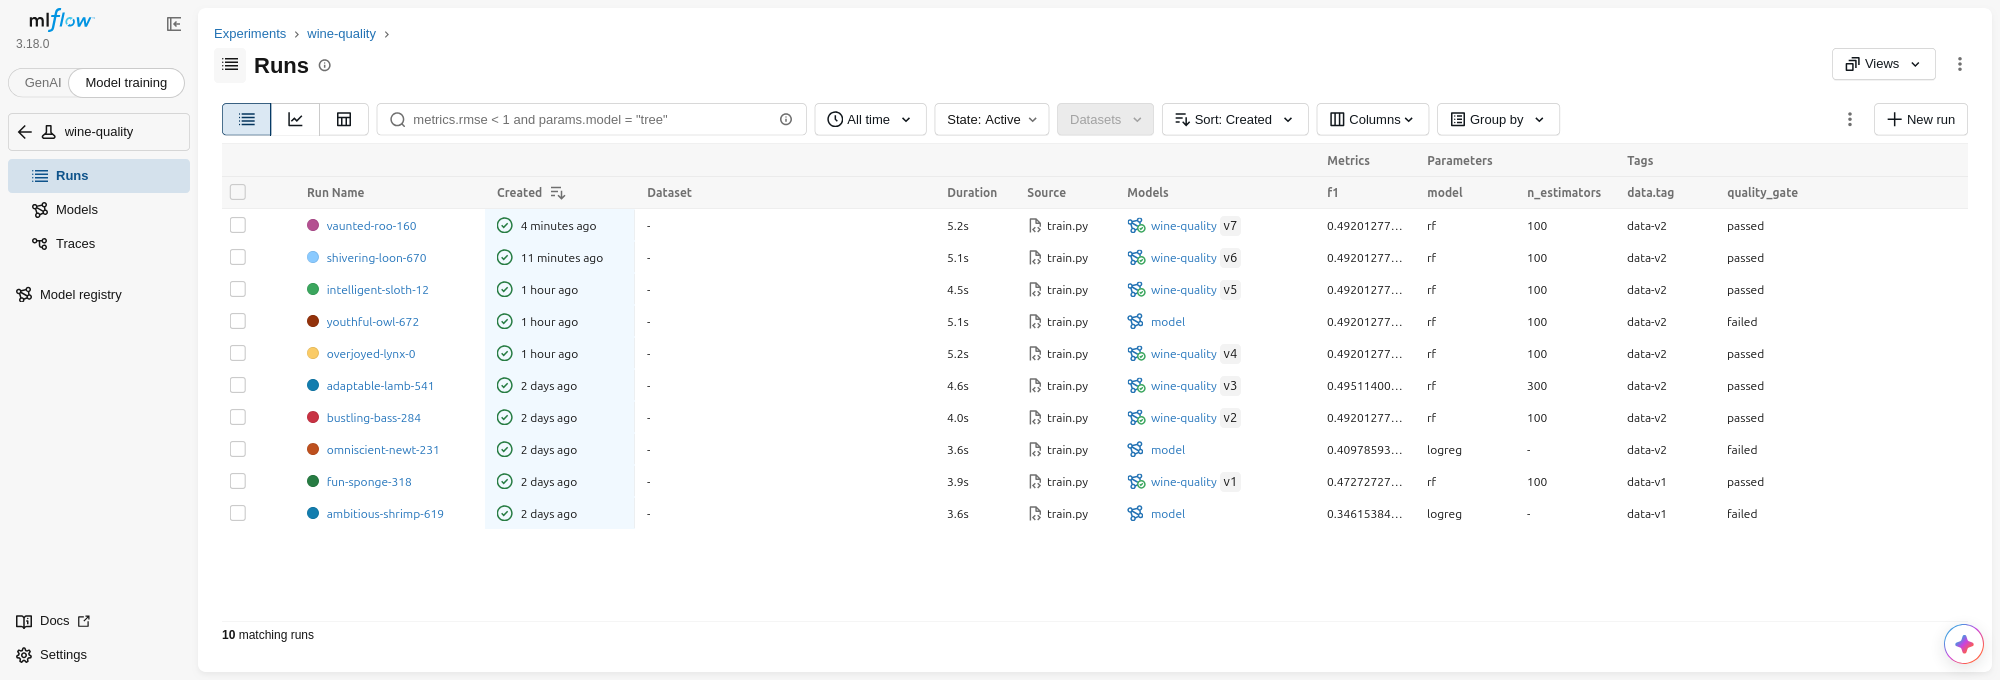 mlflow
3.18.0
GenAI Model training
wine-quality
Runs
Models
Traces
Model registry
Docs
Settings
Experiments › wine-quality ›
Runs
Views
metrics.rmse < 1 and params.model = "tree" All time State: Active Datasets Sort: Created Columns Group by New run
Metrics Parameters Tags
Run Name Created Dataset Duration Source Models f1 model n_estimators data.tag quality_gate
vaunted-roo-160 4 minutes ago - 5.2s train.py wine-quality v7 0.49201277... rf 100 data-v2 passed
shivering-loon-670 11 minutes ago - 5.1s train.py wine-quality v6 0.49201277... rf 100 data-v2 passed
intelligent-sloth-12 1 hour ago - 4.5s train.py wine-quality v5 0.49201277... rf 100 data-v2 passed
youthful-owl-672 1 hour ago - 5.1s train.py model 0.49201277... rf 100 data-v2 failed
overjoyed-lynx-0 1 hour ago - 5.2s train.py wine-quality v4 0.49201277... rf 100 data-v2 passed
adaptable-lamb-541 2 days ago - 4.6s train.py wine-quality v3 0.49511400... rf 300 data-v2 passed
bustling-bass-284 2 days ago - 4.0s train.py wine-quality v2 0.49201277... rf 100 data-v2 passed
omniscient-newt-231 2 days ago - 3.6s train.py model 0.40978593... logreg - data-v2 failed
fun-sponge-318 2 days ago - 3.9s train.py wine-quality v1 0.47272727... rf 100 data-v1 passed
ambitious-shrimp-619 2 days ago - 3.6s train.py model 0.34615384... logreg - data-v1 failed
10 matching runs